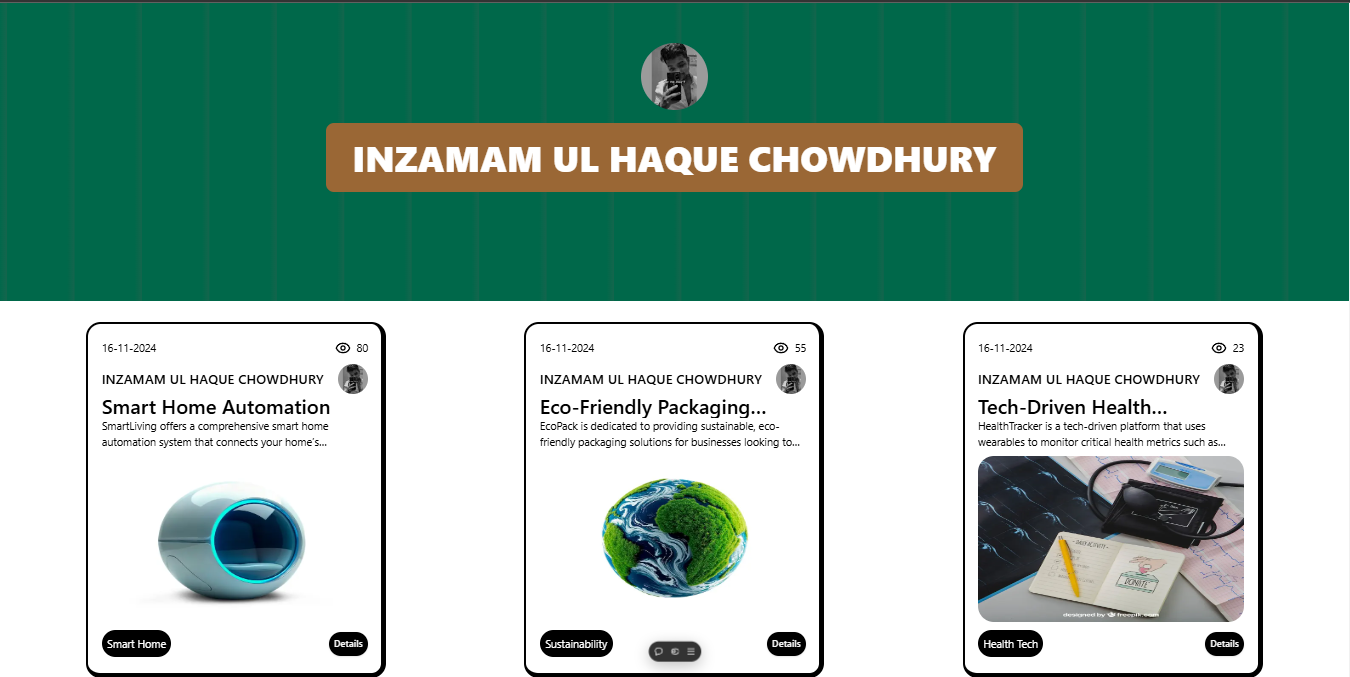 INZAMAM UL HAQUE CHOWDHURY
16-11-2024 80
INZAMAM UL HAQUE CHOWDHURY
Smart Home Automation
SmartLiving offers a comprehensive smart home
automation system that connects your home's...
Smart Home Details
16-11-2024 55
INZAMAM UL HAQUE CHOWDHURY
Eco-Friendly Packaging...
EcoPack is dedicated to providing sustainable, eco-
friendly packaging solutions for businesses looking to...
Sustainability Details
16-11-2024 23
INZAMAM UL HAQUE CHOWDHURY
Tech-Driven Health...
HealthTracker is a tech-driven platform that uses
wearables to monitor critical health metrics such as...
DONATE
designed by freepik.com
Health Tech Details